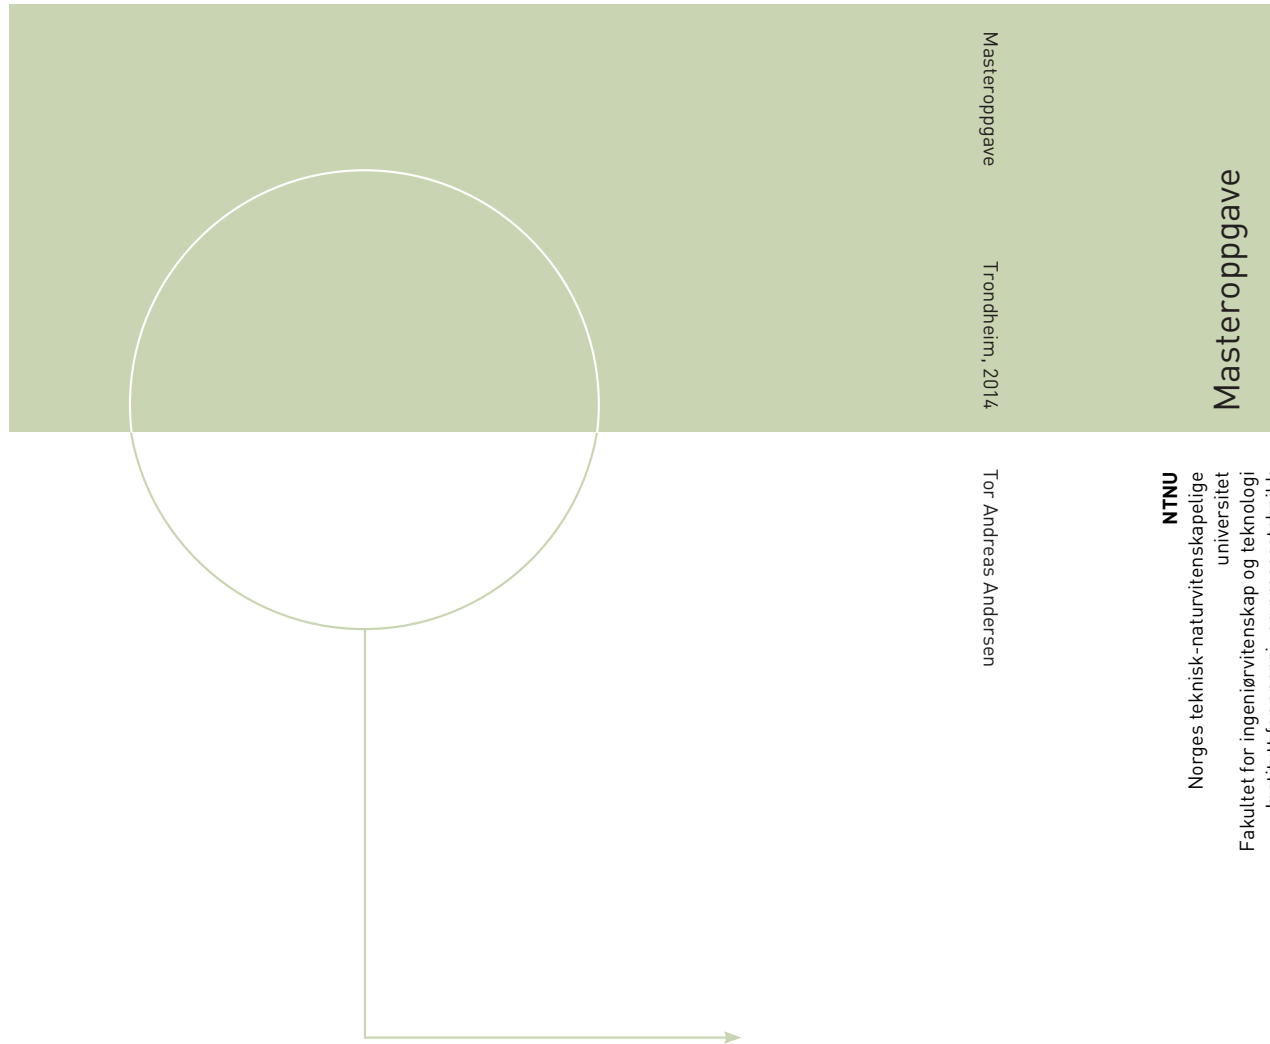 Masteroppgave
Trondheim, 2014
Tor Andreas Andersen
Masteroppgave
NTNU
Norges teknisk-naturvitenskapelige
universitet
Fakultet for ingeniørvitenskap og teknologi